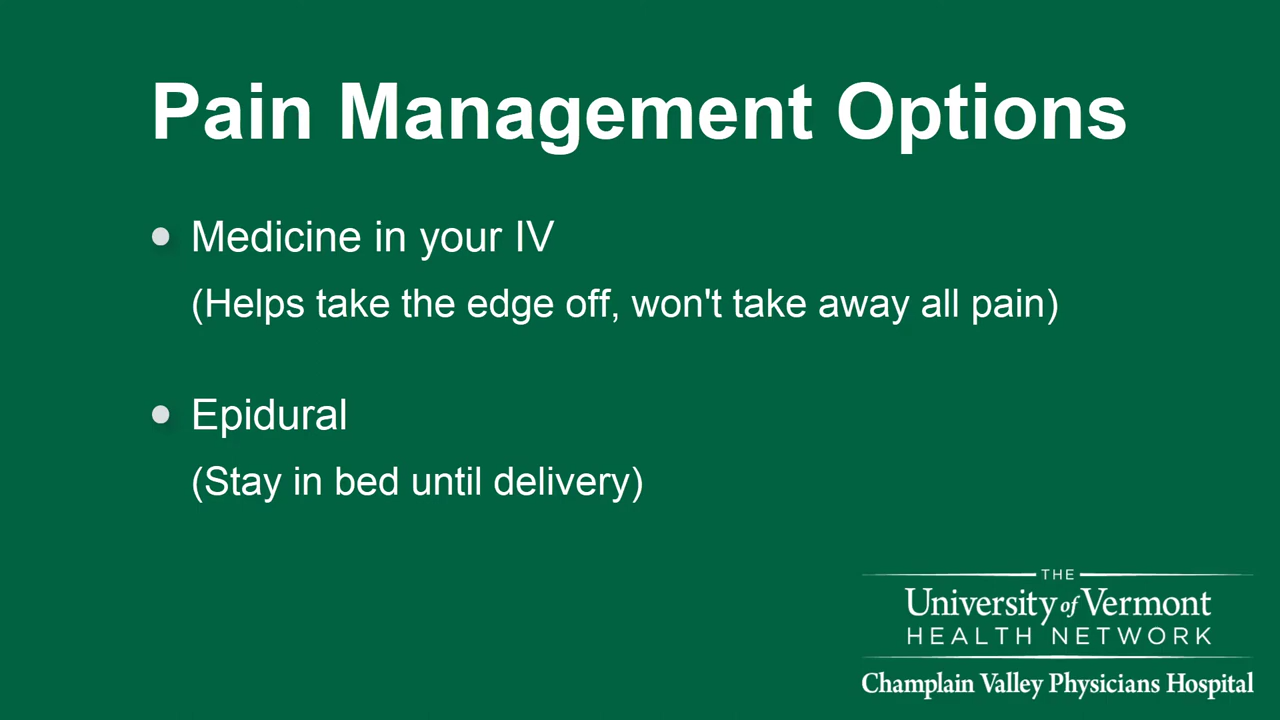 Pain Management Options
Medicine in your IV
(Helps take the edge off, won't take away all pain)
Epidural
(Stay in bed until delivery)
THE
University of Vermont
HEALTH NETWORK
Champlain Valley Physicians Hospital